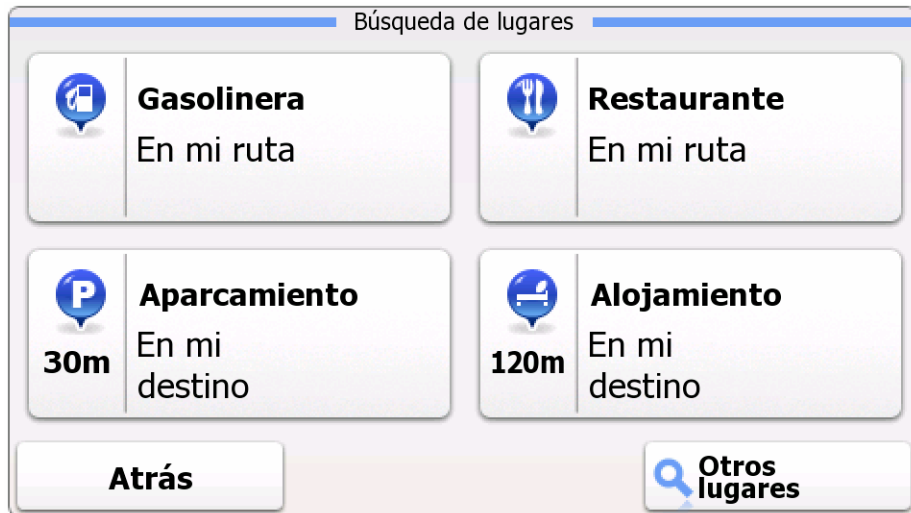 Búsqueda de lugares
Gasolinera
En mi ruta
Restaurante
En mi ruta
P
30m
Aparcamiento
En mi
destino
120m
Alojamiento
En mi
destino
Atrás
Otros
lugares